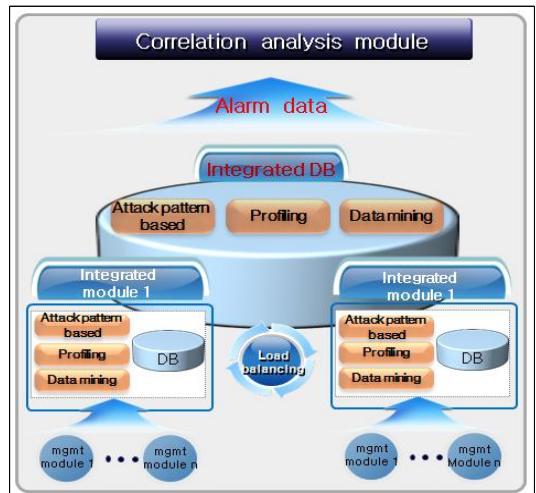 Correlation analysis module
Alarm data
Integrated DB
Attack pattern
based
Profiling
Data mining
Integrated
module 1
Attack pattern
based
Profiling
Data mining
DB
Load
balancing
Integrated
module 1
Attack pattern
based
Profiling
Data mining
DB
mgmt
module 1
•••
mgmt
module n
mgmt
module 1
•••
mgmt
Module n